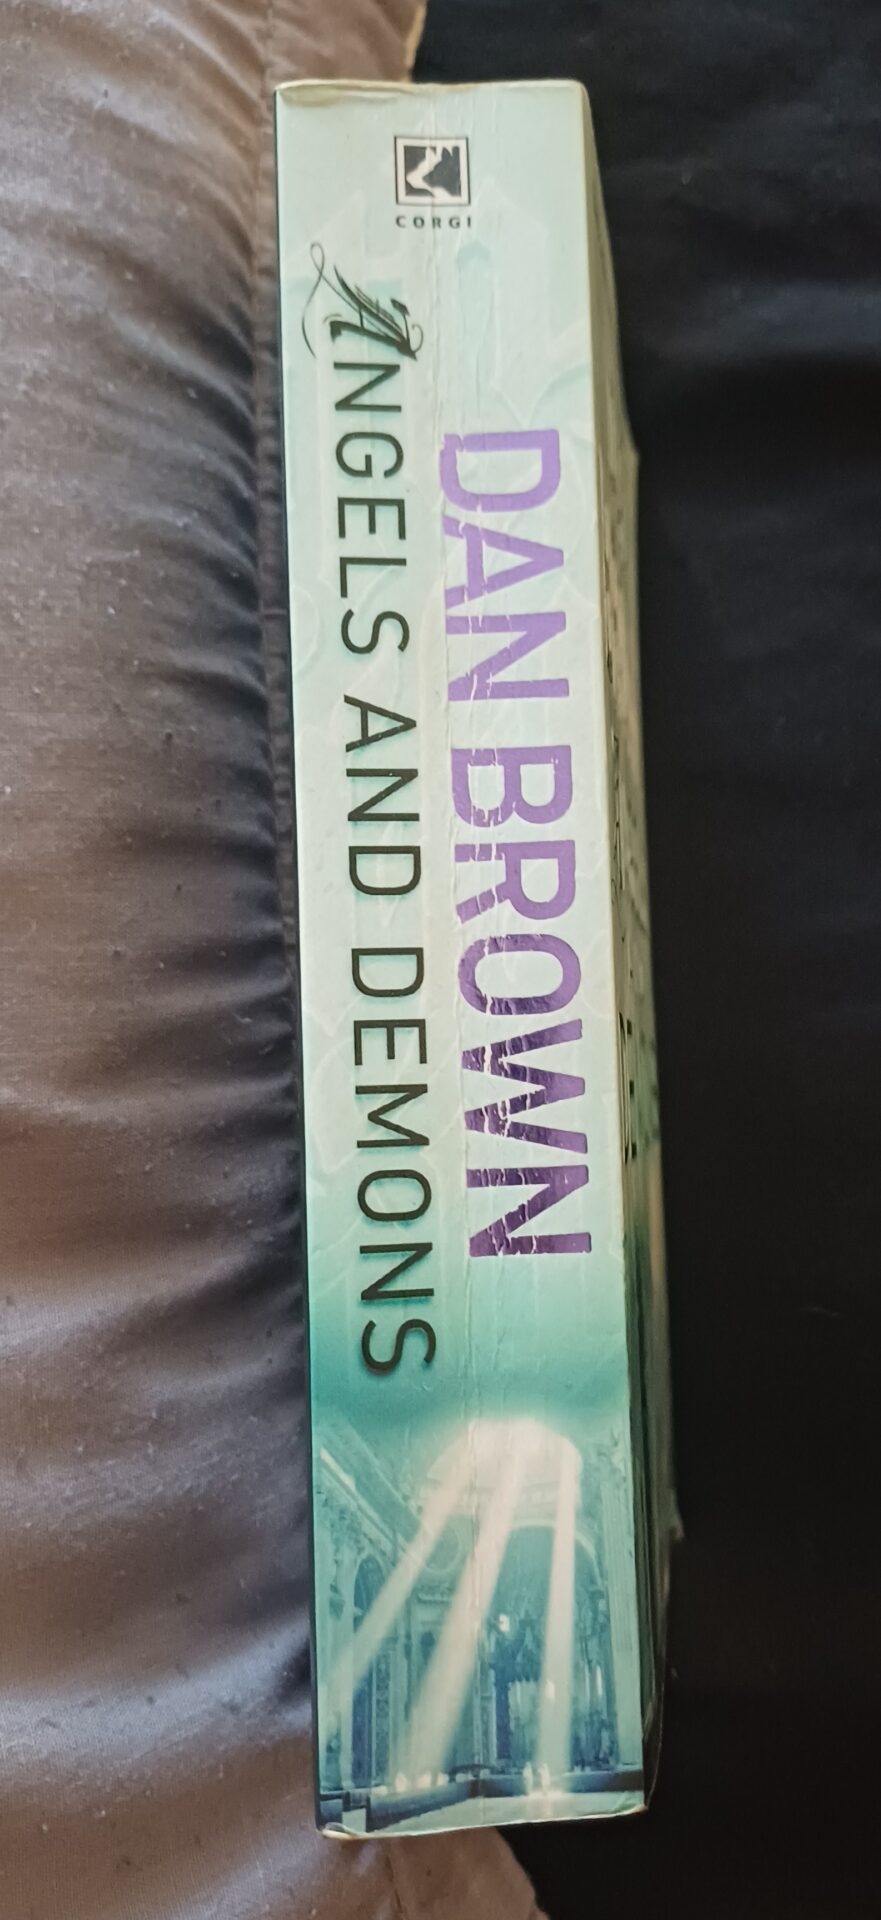 CORGI
DAN BROWN
ANGELS AND DEMONS